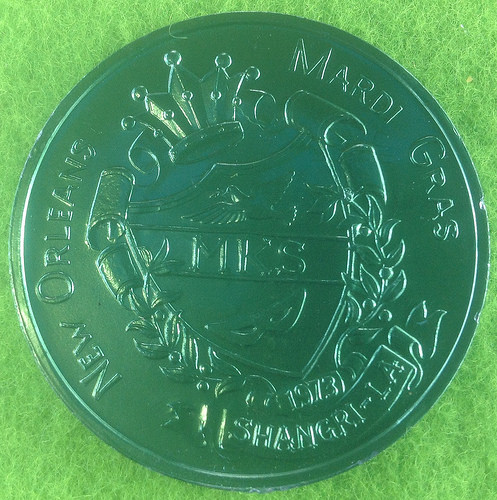 NEW ORLEANS
MARDI GRAS
MKS
1973
SHANGRI-LA